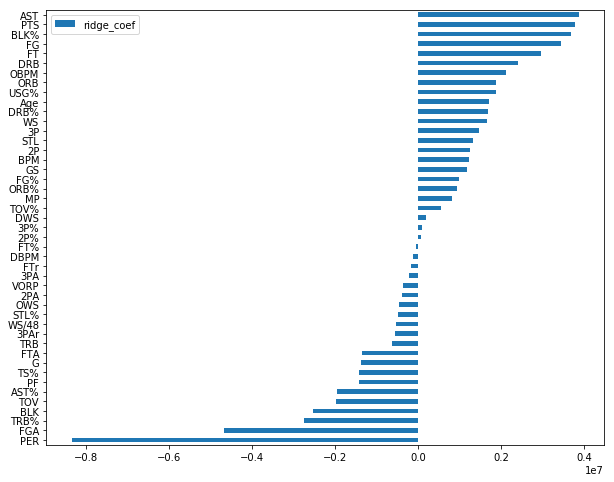 AST
PTS
BLK%
FG
FT
DRB
OBPM
ORB
USG%
Age
DRB%
WS
3P
STL
2P
BPM
GS
FG%
ORB%
MP
TOV%
DWS
3P%
2P%
FT%
DBPM
FTr
3PA
VORP
2PA
OWS
STL%
WS/48
3PAr
TRB
FTA
G
TS%
PF
AST%
TOV
BLK
TRB%
FGA
PER
ridge_coef
−0.8 −0.6 −0.4 −0.2 0.0 0.2 0.4
1e7